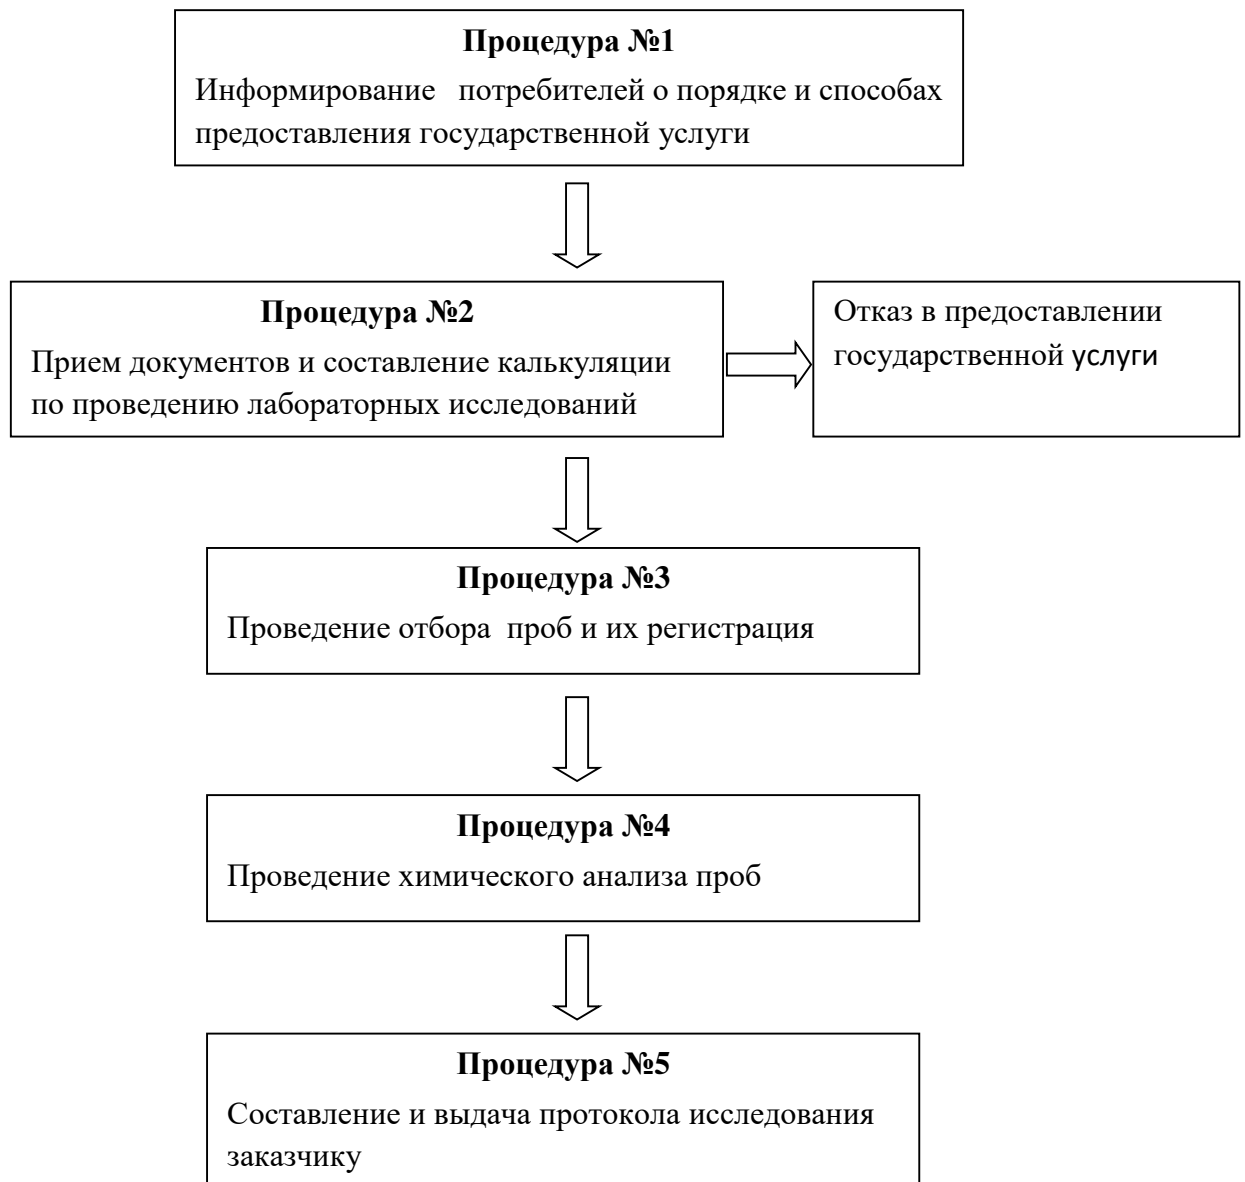 Процедура №1
Информирование потребителей о порядке и способах
предоставления государственной услуги
Процедура №2
Прием документов и составление калькуляции
по проведению лабораторных исследований
Отказ в предоставлении
государственной услуги
Процедура №3
Проведение отбора проб и их регистрация
Процедура №4
Проведение химического анализа проб
Процедура №5
Составление и выдача протокола исследования
заказчику